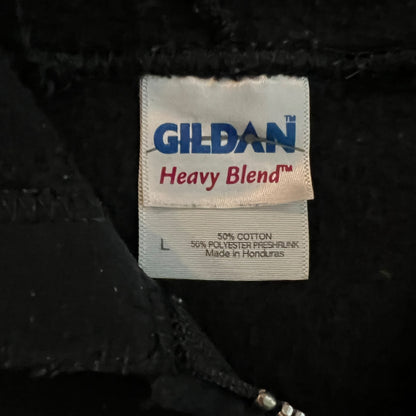 GILDAN™
Heavy Blend™
50% COTTON
L 50% POLYESTER PRESHRUNK
Made in Honduras